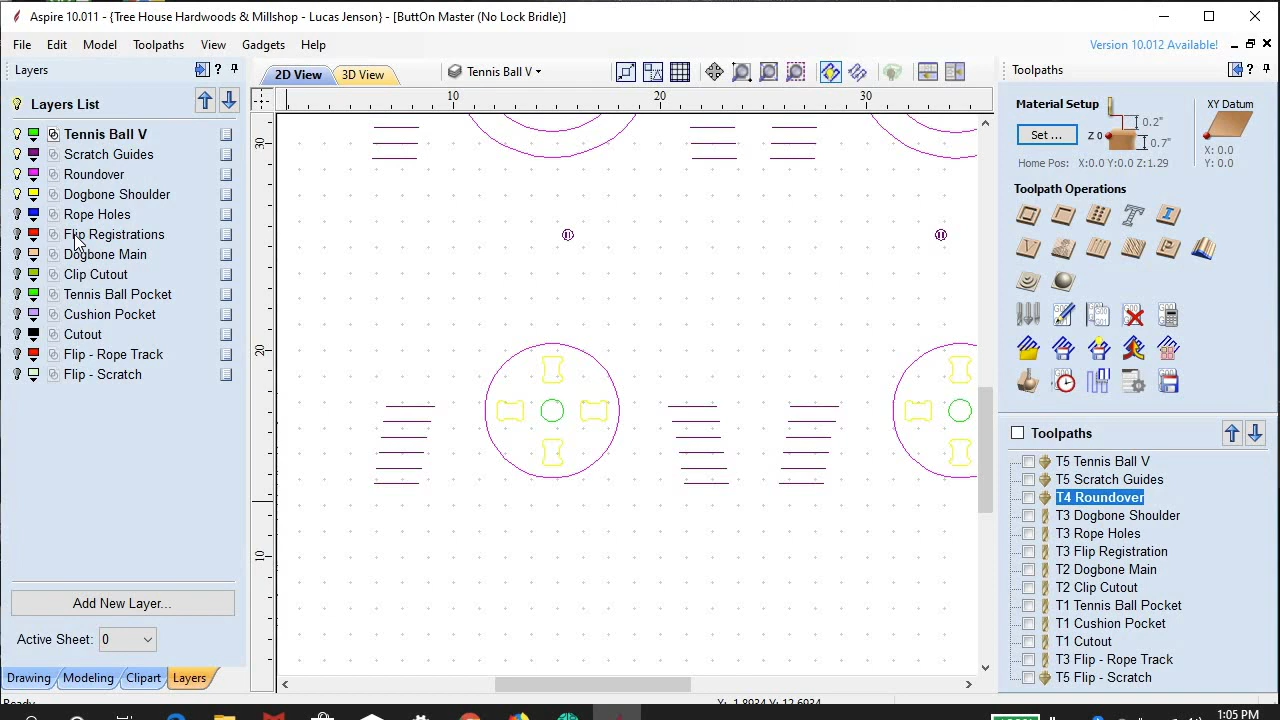 Aspire 10.011 - {Tree House Hardwoods & Millshop - Lucas Jenson} - [ButtOn Master (No Lock Bridle)]
File Edit Model Toolpaths View Gadgets Help
Version 10.012 Available!
Layers
2D View
3D View
Tennis Ball V
Toolpaths
Layers List
Tennis Ball V
Scratch Guides
Roundover
Dogbone Shoulder
Rope Holes
Flip Registrations
Dogbone Main
Clip Cutout
Tennis Ball Pocket
Cushion Pocket
Cutout
Flip - Rope Track
Flip - Scratch
Add New Layer...
Active Sheet: 0
Drawing Modeling Clipart Layers
10 20 30
30
20
10
Material Setup
Set ...
Z 0
0.2"
0.7"
Home Pos: X:0.0 Y:0.0 Z:1.29
XY Datum
X: 0.0
Y: 0.0
Toolpath Operations
Toolpaths
T5 Tennis Ball V
T5 Scratch Guides
T4 Roundover
T3 Dogbone Shoulder
T3 Rope Holes
T3 Flip Registration
T2 Dogbone Main
T2 Clip Cutout
T1 Tennis Ball Pocket
T1 Cushion Pocket
T1 Cutout
T3 Flip - Rope Track
T5 Flip - Scratch
1:05 PM